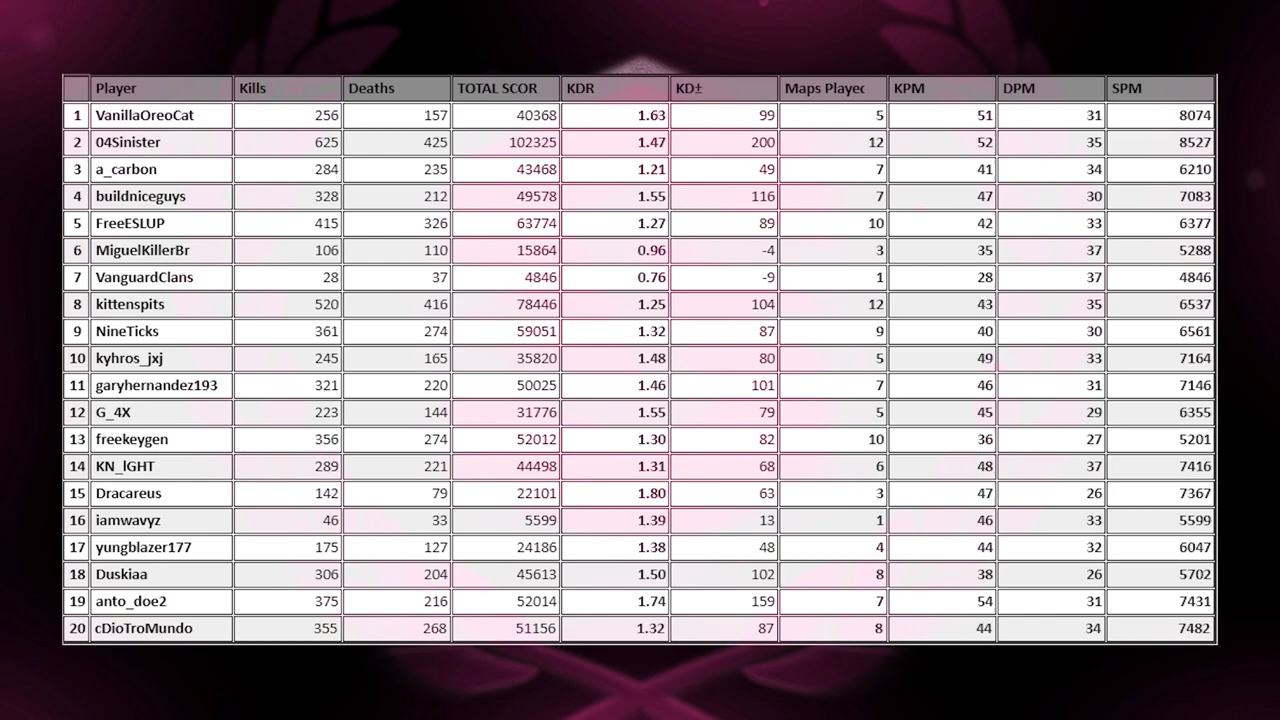 Player Kills Deaths TOTAL SCOR KDR KD± Maps Played KPM DPM SPM
1 VanillaOreoCat 256 157 40368 1.63 99 5 51 31 8074
2 04Sinister 625 425 102325 1.47 200 12 52 35 8527
3 a_carbon 284 235 43468 1.21 49 7 41 34 6210
4 buildniceguys 328 212 49578 1.55 116 7 47 30 7083
5 FreeESLUP 415 326 63774 1.27 89 10 42 33 6377
6 MiguelKillerBr 106 110 15864 0.96 -4 3 35 37 5288
7 VanguardClans 28 37 4846 0.76 -9 1 28 37 4846
8 kittenspits 520 416 78446 1.25 104 12 43 35 6537
9 NineTicks 361 274 59051 1.32 87 9 40 30 6561
10 kyhros_jxj 245 165 35820 1.48 80 5 49 33 7164
11 garyhernandez193 321 220 50025 1.46 101 7 46 31 7146
12 G_4X 223 144 31776 1.55 79 5 45 29 6355
13 freekeygen 356 274 52012 1.30 82 10 36 27 5201
14 KN_lGHT 289 221 44498 1.31 68 6 48 37 7416
15 Dracareus 142 79 22101 1.80 63 3 47 26 7367
16 iamwavyz 46 33 5599 1.39 13 1 46 33 5599
17 yungblazer177 175 127 24186 1.38 48 4 44 32 6047
18 Duskiaa 306 204 45613 1.50 102 8 38 26 5702
19 anto_doe2 375 216 52014 1.74 159 7 54 31 7431
20 cDioTroMundo 355 268 51156 1.32 87 8 44 34 7482